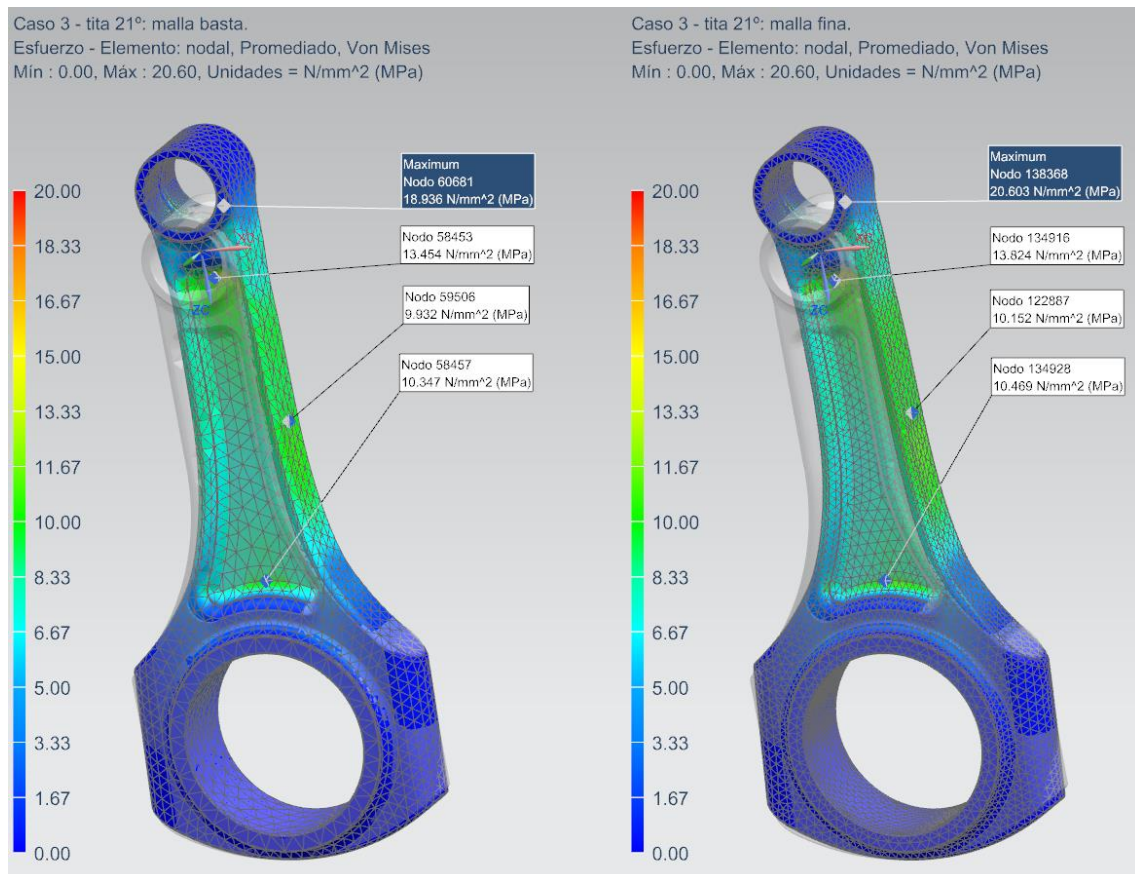 Caso 3 - tita 21º: malla basta.
Esfuerzo - Elemento: nodal, Promediado, Von Mises
Mín : 0.00, Máx : 20.60, Unidades = N/mm^2 (MPa)
20.00
18.33
16.67
15.00
13.33
11.67
10.00
8.33
6.67
5.00
3.33
1.67
0.00
Maximum
Nodo 60681
18.936 N/mm^2 (MPa)
Nodo 58453
13.454 N/mm^2 (MPa)
Nodo 59506
9.932 N/mm^2 (MPa)
Nodo 58457
10.347 N/mm^2 (MPa)
ZC
Caso 3 - tita 21º: malla fina.
Esfuerzo - Elemento: nodal, Promediado, Von Mises
Mín : 0.00, Máx : 20.60, Unidades = N/mm^2 (MPa)
20.00
18.33
16.67
15.00
13.33
11.67
10.00
8.33
6.67
5.00
3.33
1.67
0.00
Maximum
Nodo 138368
20.603 N/mm^2 (MPa)
Nodo 134916
13.824 N/mm^2 (MPa)
Nodo 122887
10.152 N/mm^2 (MPa)
Nodo 134928
10.469 N/mm^2 (MPa)
ZC